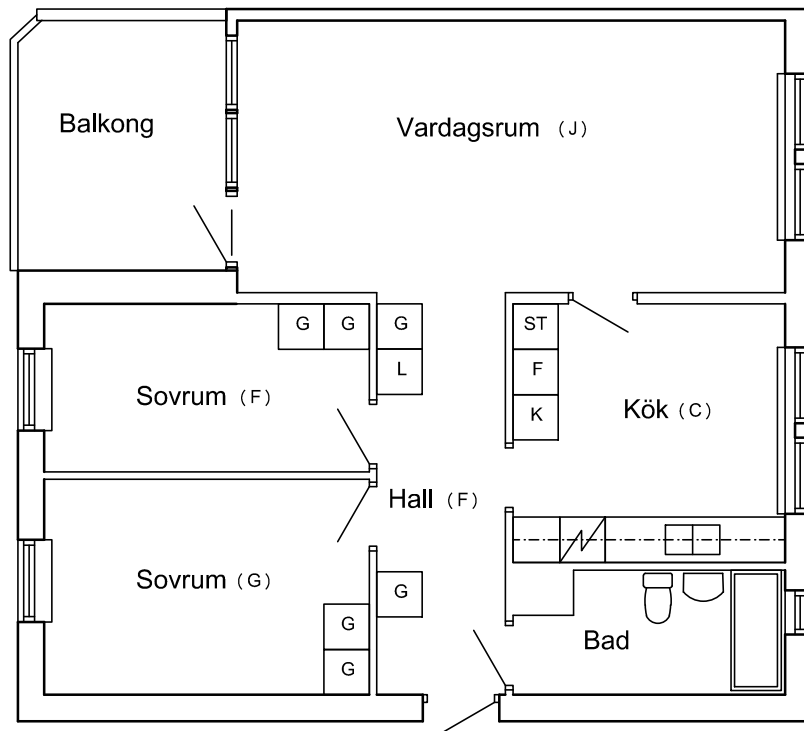 Balkong
Vardagsrum (J)
G G G ST
L F
Sovrum (F)
K
Kök (C)
Hall (F)
Sovrum (G)
G
G
G
Bad